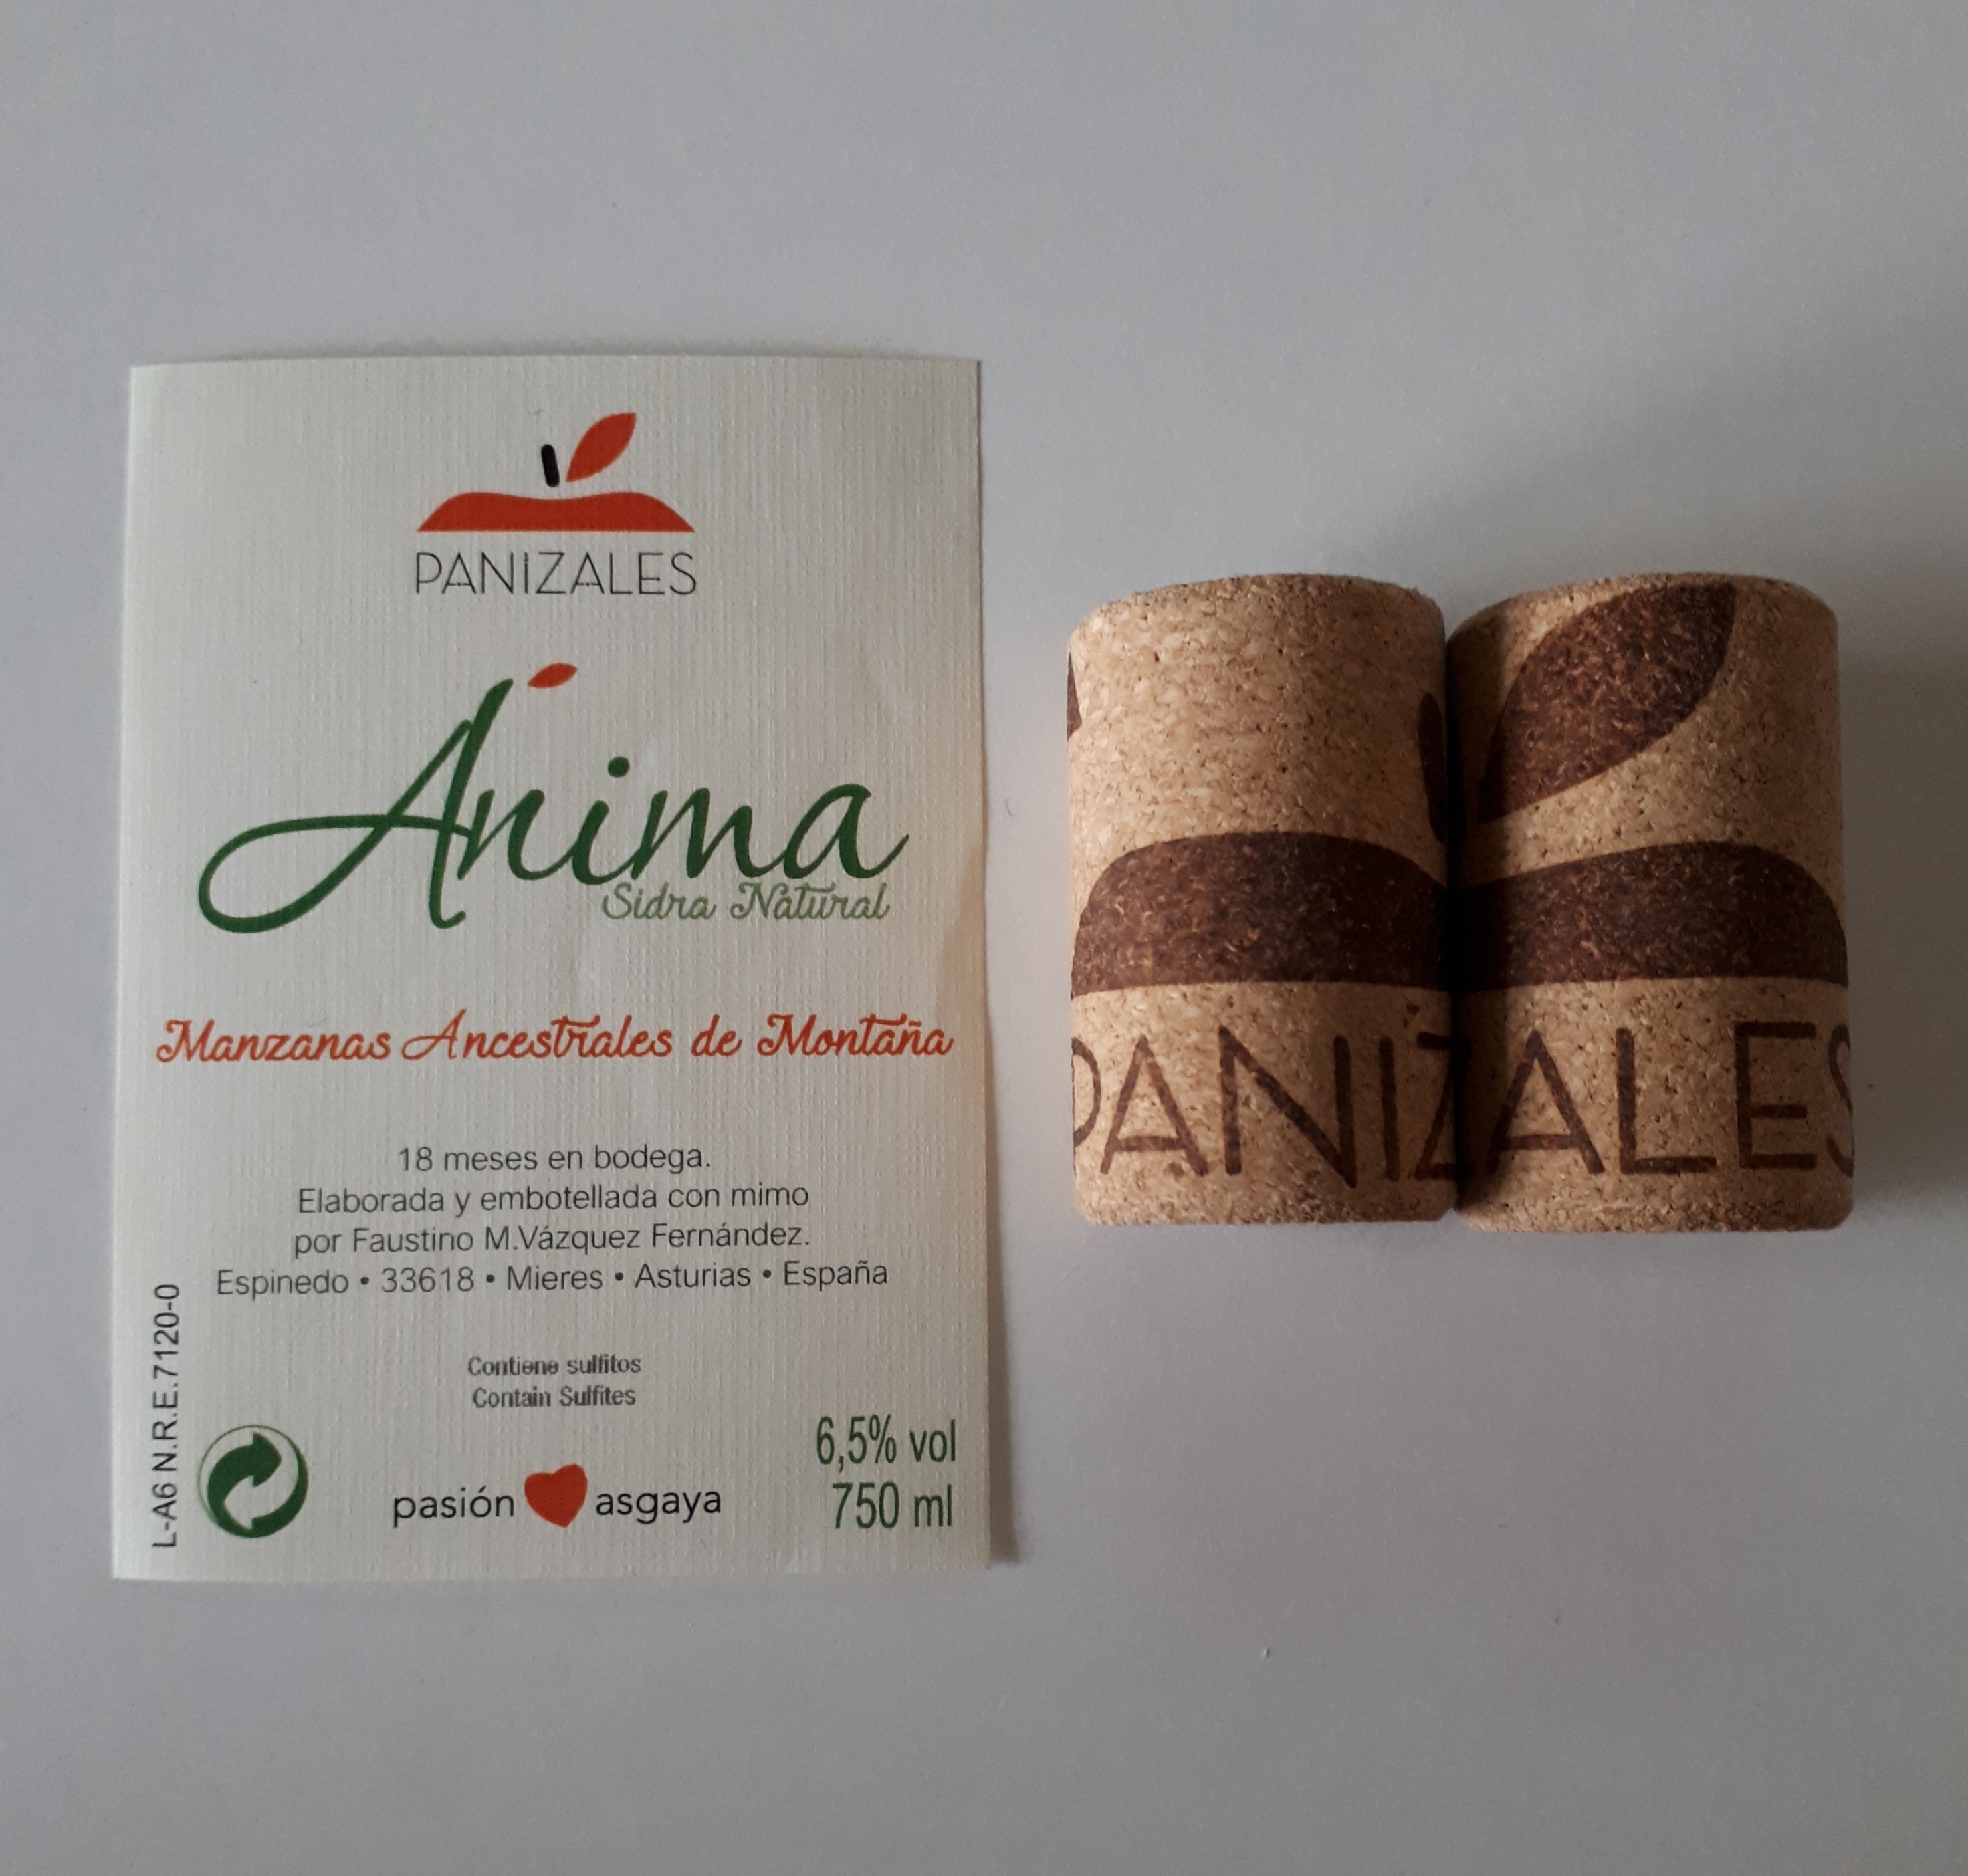 PANIZALES
Ánima
Sidra Natural
Manzanas Ancestrales de Montaña
18 meses en bodega.
Elaborada y embotellada con mimo
por Faustino M.Vázquez Fernández.
Espinedo • 33618 • Mieres • Asturias • España
Contiene sulfitos
Contain Sulfites
L-A6 N.R.E.7120-0
pasión asgaya
6,5% vol
750 ml
PANIZALES